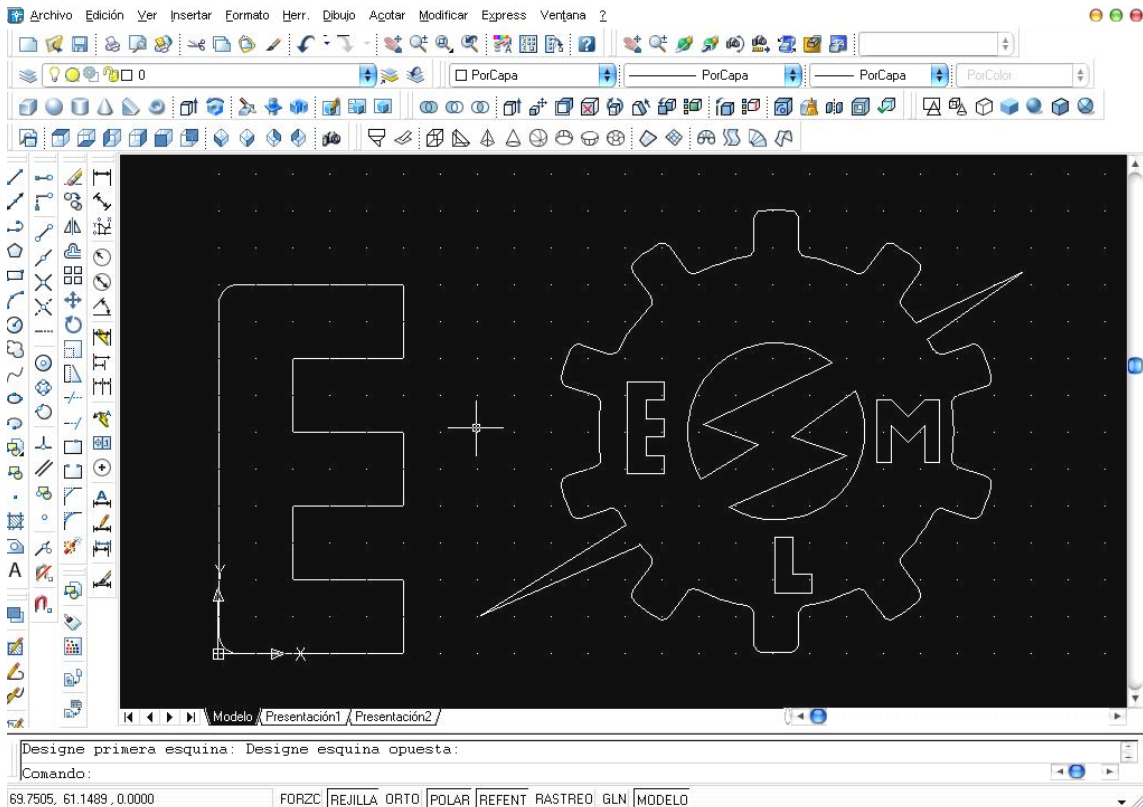 Archivo Edición Ver Insertar Formato Herr. Dibujo Acotar Modificar Express Ventana ?
0 PorCapa PorCapa PorCapa PorColor
A
A
E
E M
L
Y
X
Modelo Presentación1 Presentación2
Designe primera esquina: Designe esquina opuesta:
Comando:
69.7505, 61.1489 , 0.0000 FORZC REJILLA ORTO POLAR REFENT RASTREO GLN MODELO